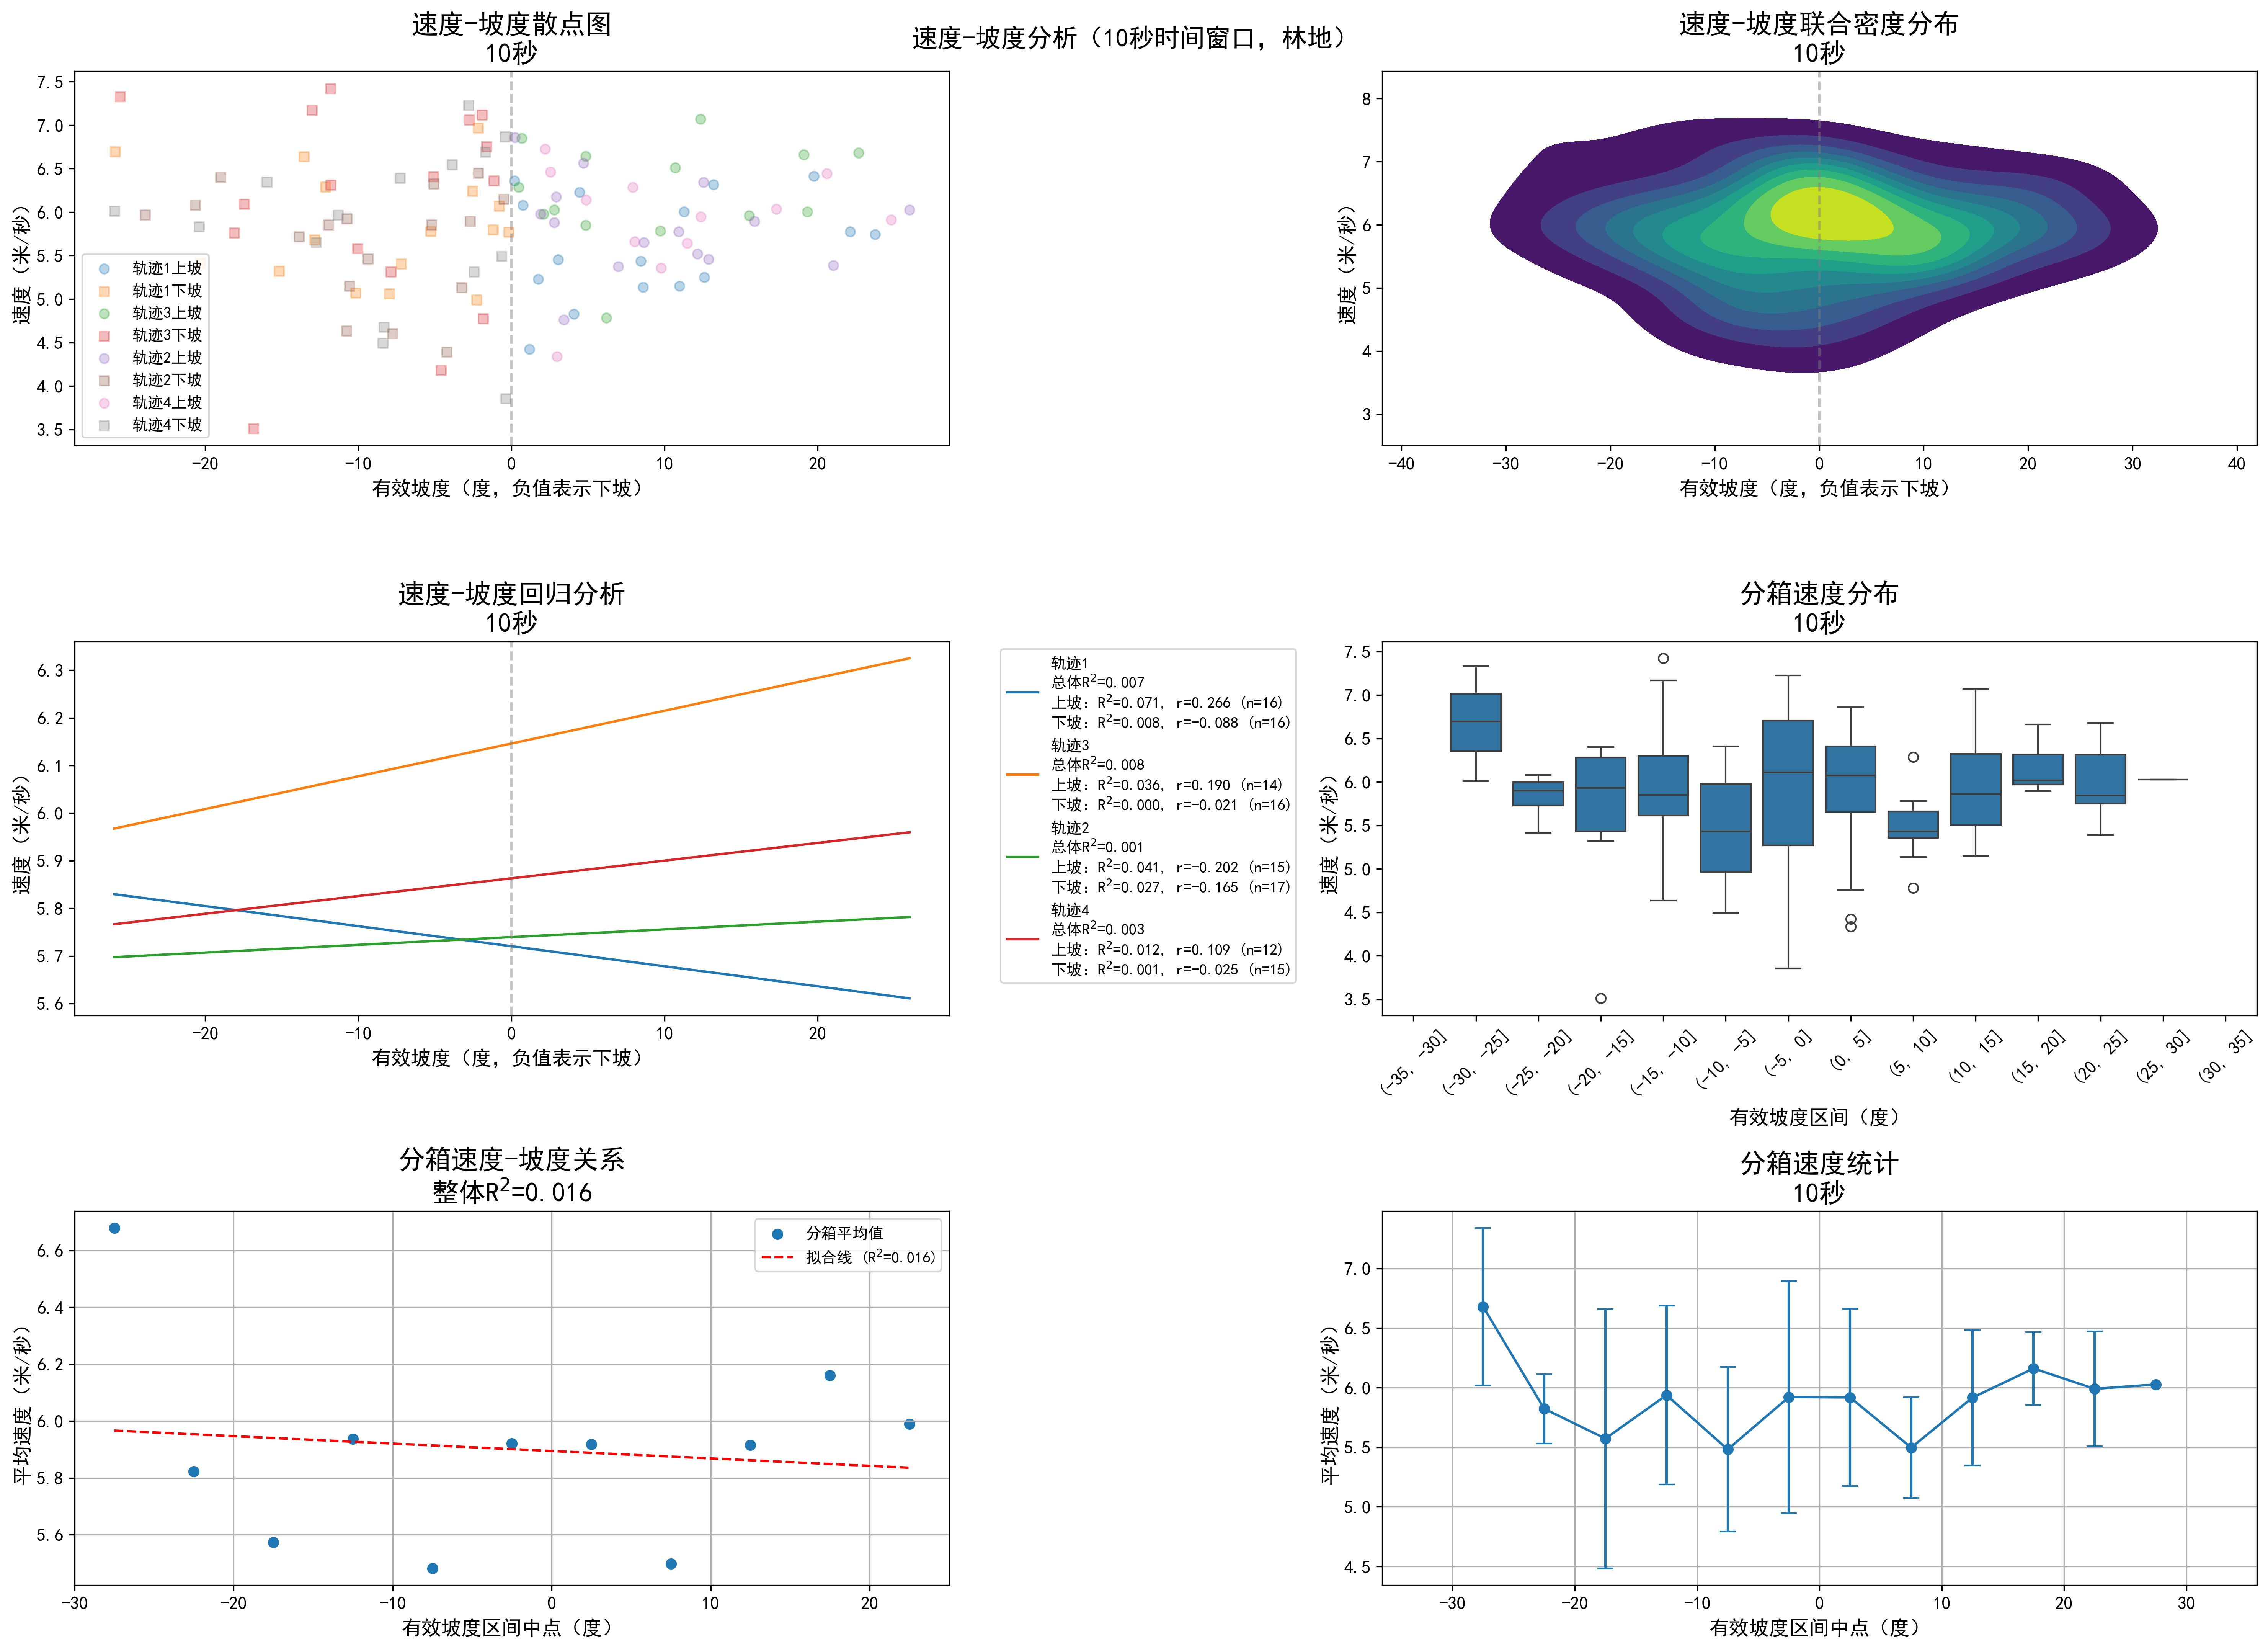 速度-坡度分析（10秒时间窗口，林地）
速度-坡度散点图
10秒
7.5
7.0
6.5
6.0
5.5
5.0
4.5
4.0
3.5
速度（米/秒）
轨迹1上坡
轨迹1下坡
轨迹3上坡
轨迹3下坡
轨迹2上坡
轨迹2下坡
轨迹4上坡
轨迹4下坡
−20 −10 0 10 20
有效坡度（度，负值表示下坡）
速度-坡度联合密度分布
10秒
8
7
6
5
4
3
速度（米/秒）
−40 −30 −20 −10 0 10 20 30 40
有效坡度（度，负值表示下坡）
速度-坡度回归分析
10秒
6.3
6.2
6.1
6.0
5.9
5.8
5.7
5.6
速度（米/秒）
−20 −10 0 10 20
有效坡度（度，负值表示下坡）
轨迹1
总体R²=0.007
上坡: R²=0.071, r=0.266 (n=16)
下坡: R²=0.008, r=-0.088 (n=16)
轨迹3
总体R²=0.008
上坡: R²=0.036, r=0.190 (n=14)
下坡: R²=0.000, r=-0.021 (n=16)
轨迹2
总体R²=0.001
上坡: R²=0.041, r=-0.202 (n=15)
下坡: R²=0.027, r=-0.165 (n=17)
轨迹4
总体R²=0.003
上坡: R²=0.012, r=0.109 (n=12)
下坡: R²=0.001, r=-0.025 (n=15)
分箱速度分布
10秒
7.5
7.0
6.5
6.0
5.5
5.0
4.5
4.0
3.5
速度（米/秒）
(-35, -30] (-30, -25] (-25, -20] (-20, -15] (-15, -10] (-10, -5] (-5, 0] (0, 5] (5, 10] (10, 15] (15, 20] (20, 25] (25, 30] (30, 35]
有效坡度区间（度）
分箱速度-坡度关系
整体R²=0.016
6.6
6.4
6.2
6.0
5.8
5.6
平均速度（米/秒）
分箱平均值
拟合线 (R²=0.016)
−30 −20 −10 0 10 20
有效坡度区间中点（度）
分箱速度统计
10秒
7.0
6.5
6.0
5.5
5.0
4.5
平均速度（米/秒）
−30 −20 −10 0 10 20 30
有效坡度区间中点（度）